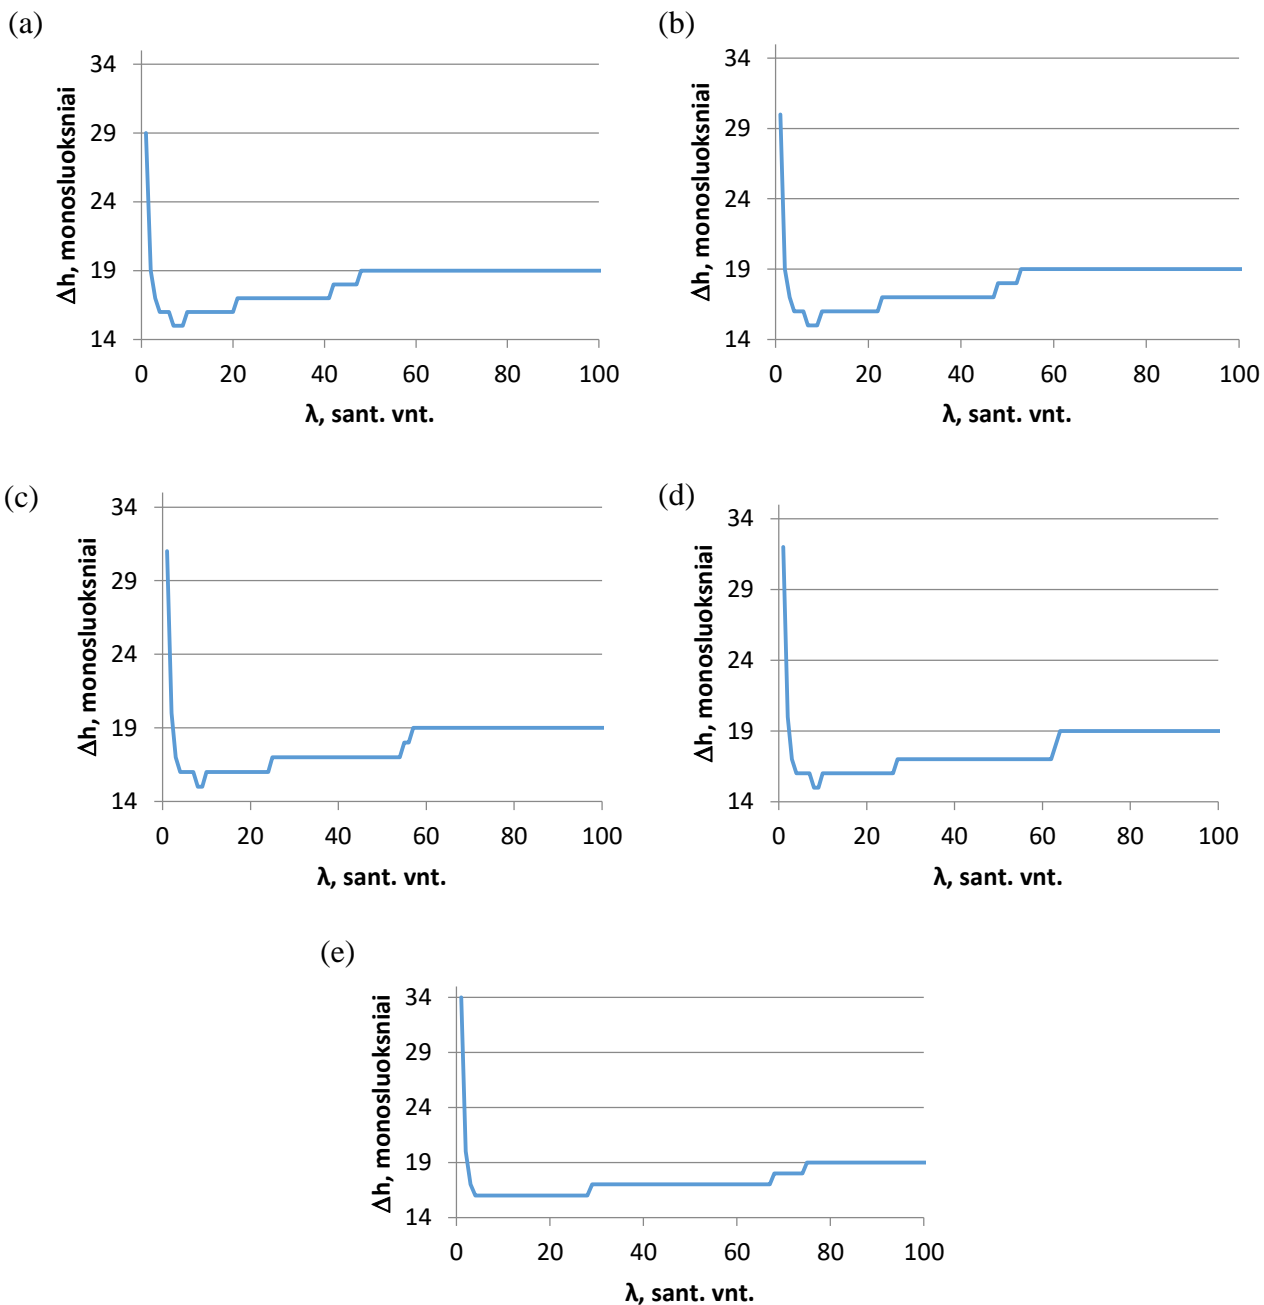 (a)
34
29
24
19
14
Δh, monosluoksniai
0 20 40 60 80 100
λ, sant. vnt.
(b)
34
29
24
19
14
Δh, monosluoksniai
0 20 40 60 80 100
λ, sant. vnt.
(c)
34
29
24
19
14
Δh, monosluoksniai
0 20 40 60 80 100
λ, sant. vnt.
(d)
34
29
24
19
14
Δh, monosluoksniai
0 20 40 60 80 100
λ, sant. vnt.
(e)
34
29
24
19
14
Δh, monosluoksniai
0 20 40 60 80 100
λ, sant. vnt.